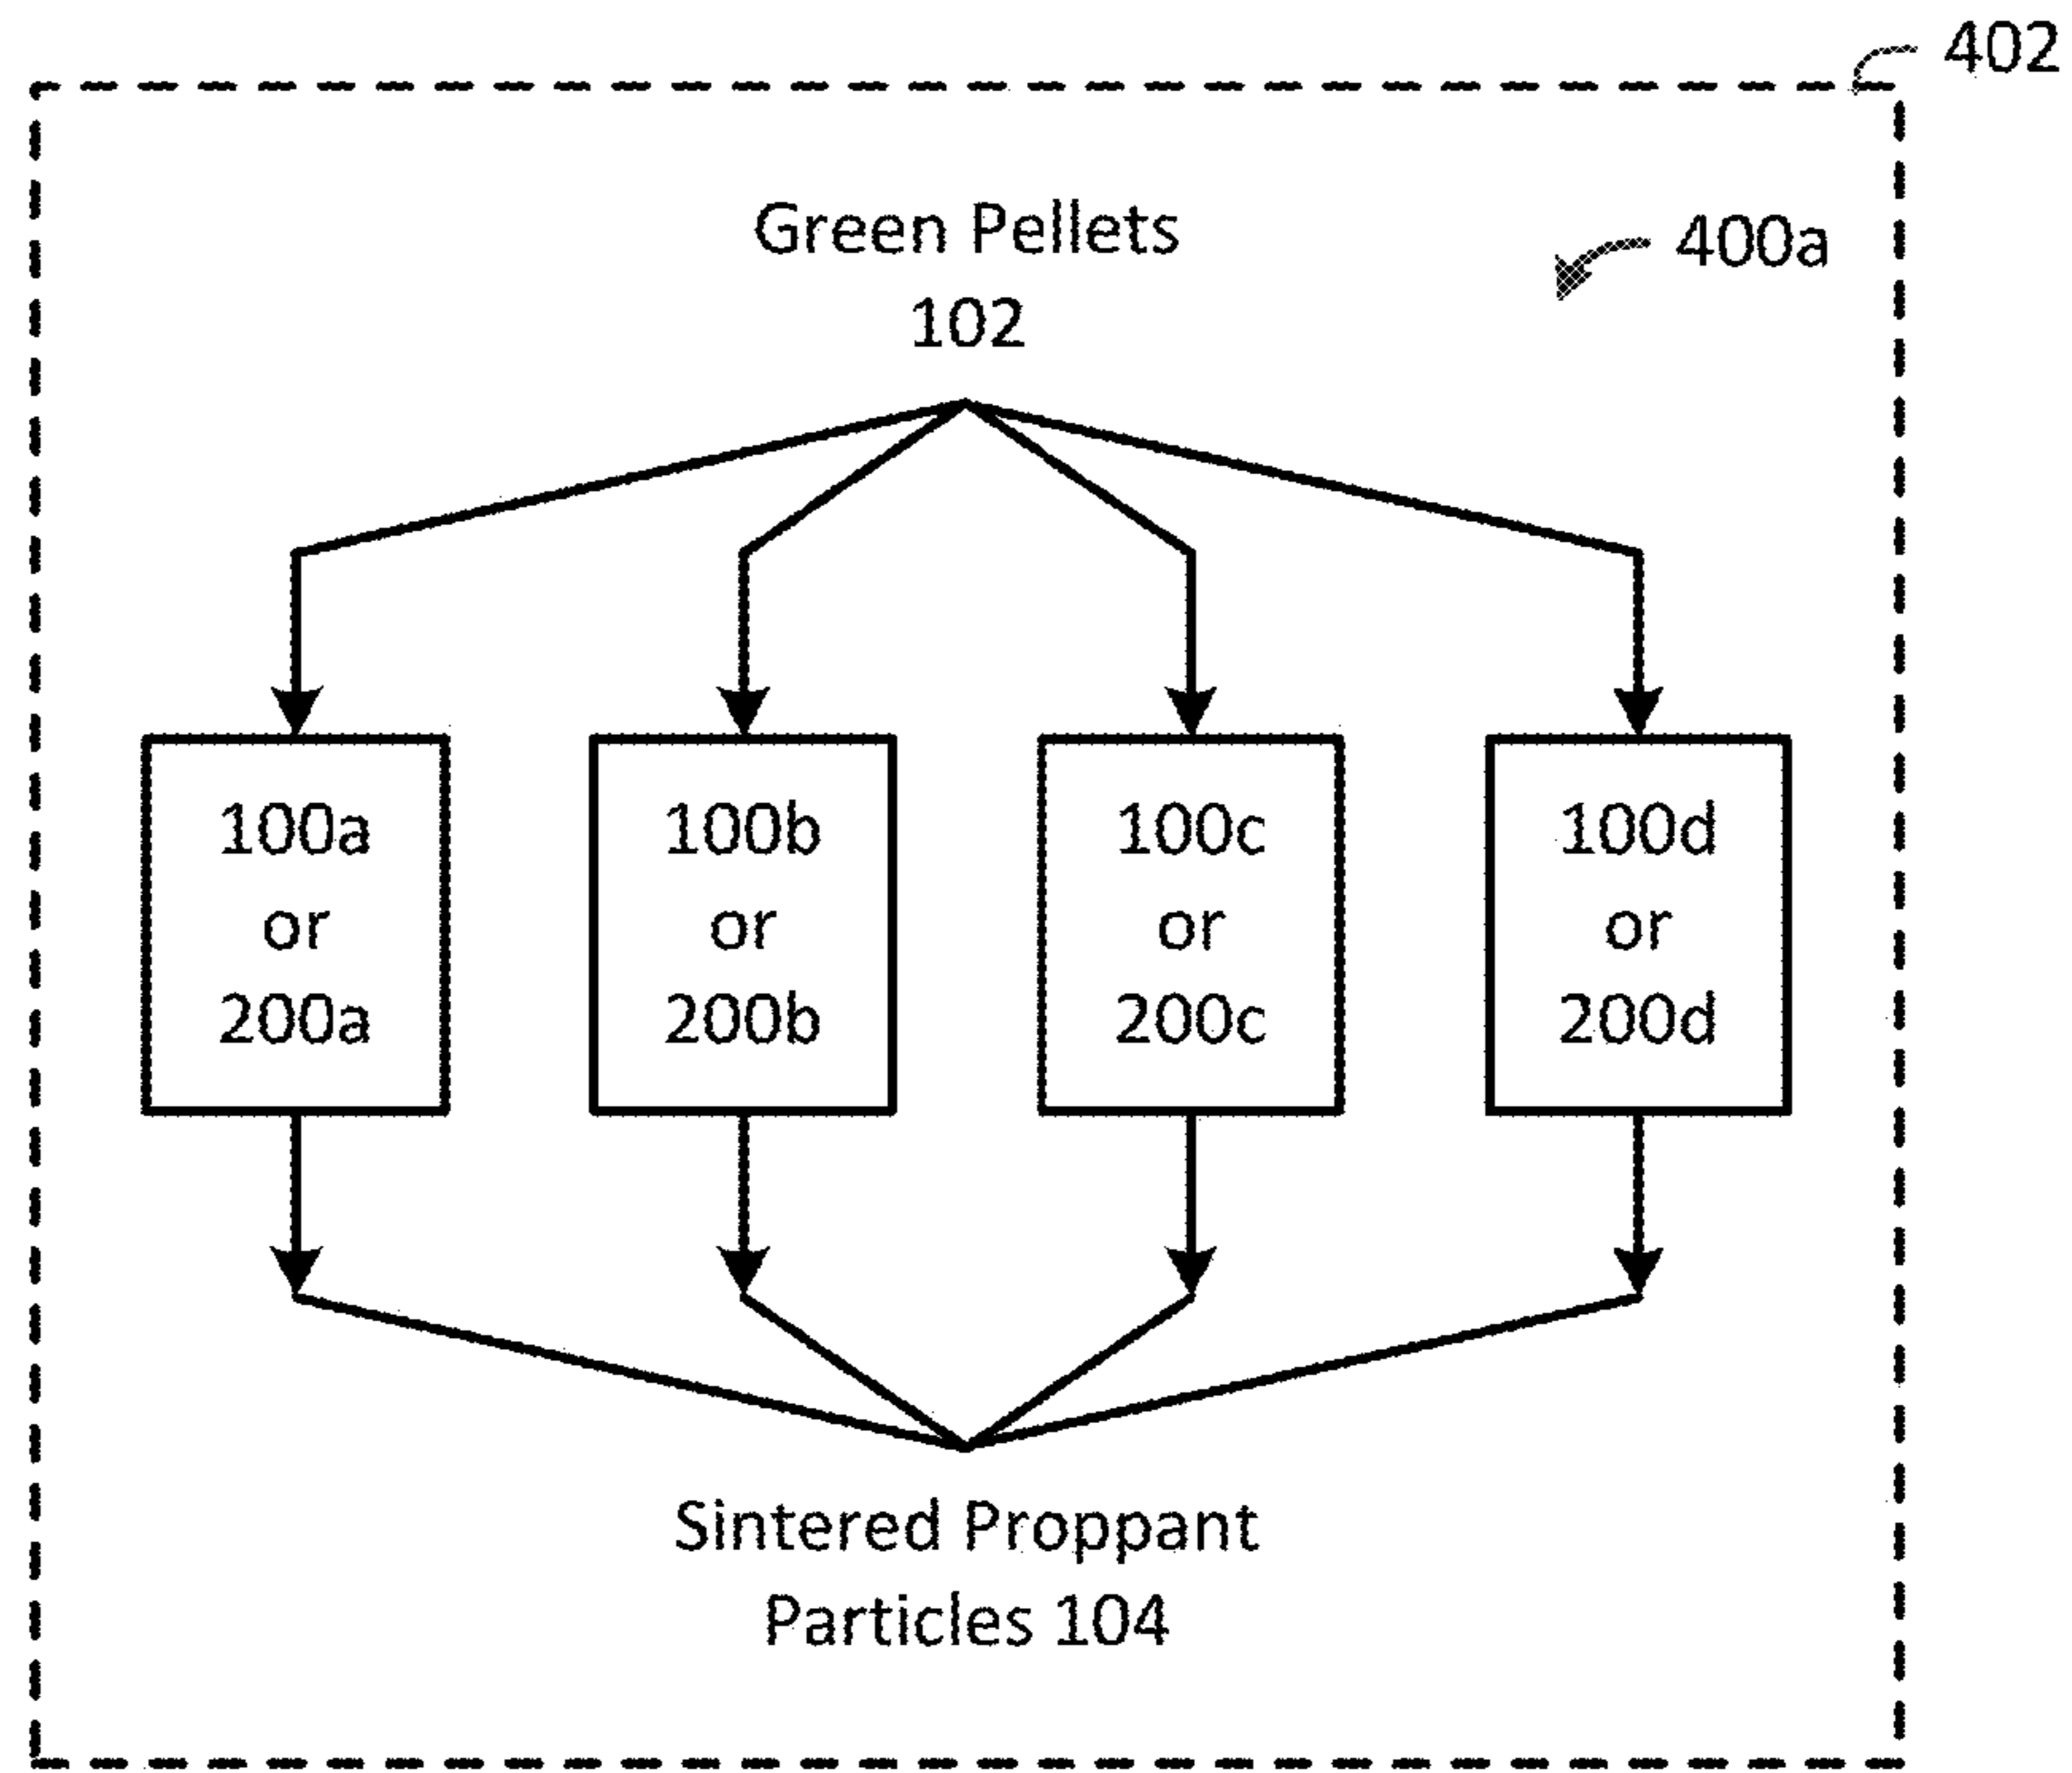 402
Green Pellets
400a
102
100a
or
200a
100b
or
200b
100c
or
200c
100d
or
200d
Sintered Proppant
Particles 104